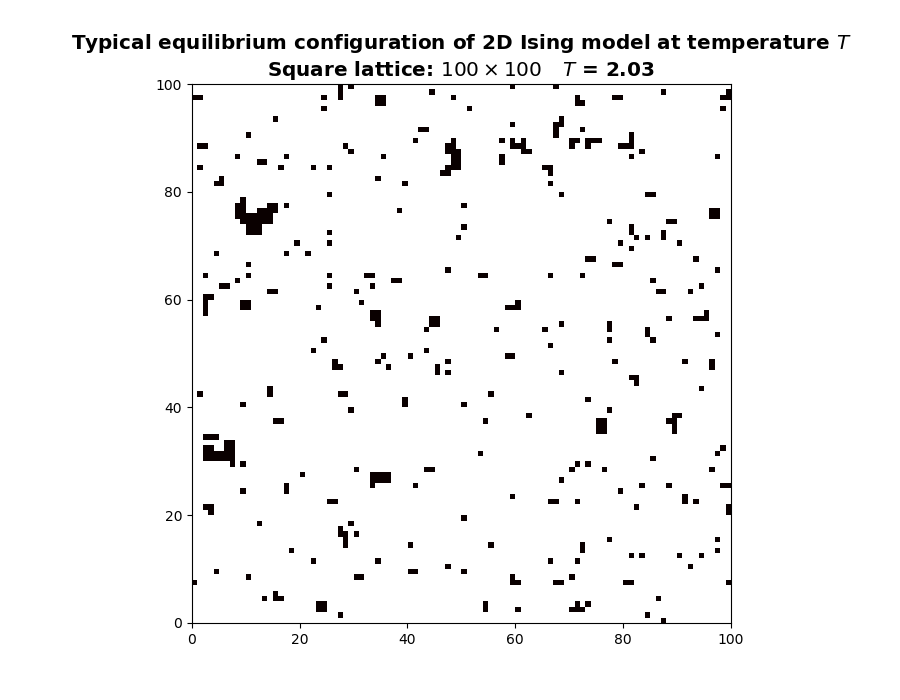 Typical equilibrium configuration of 2D Ising model at temperature T
Square lattice: 100 × 100 T = 2.03
100
80
60
40
20
0
0 20 40 60 80 100